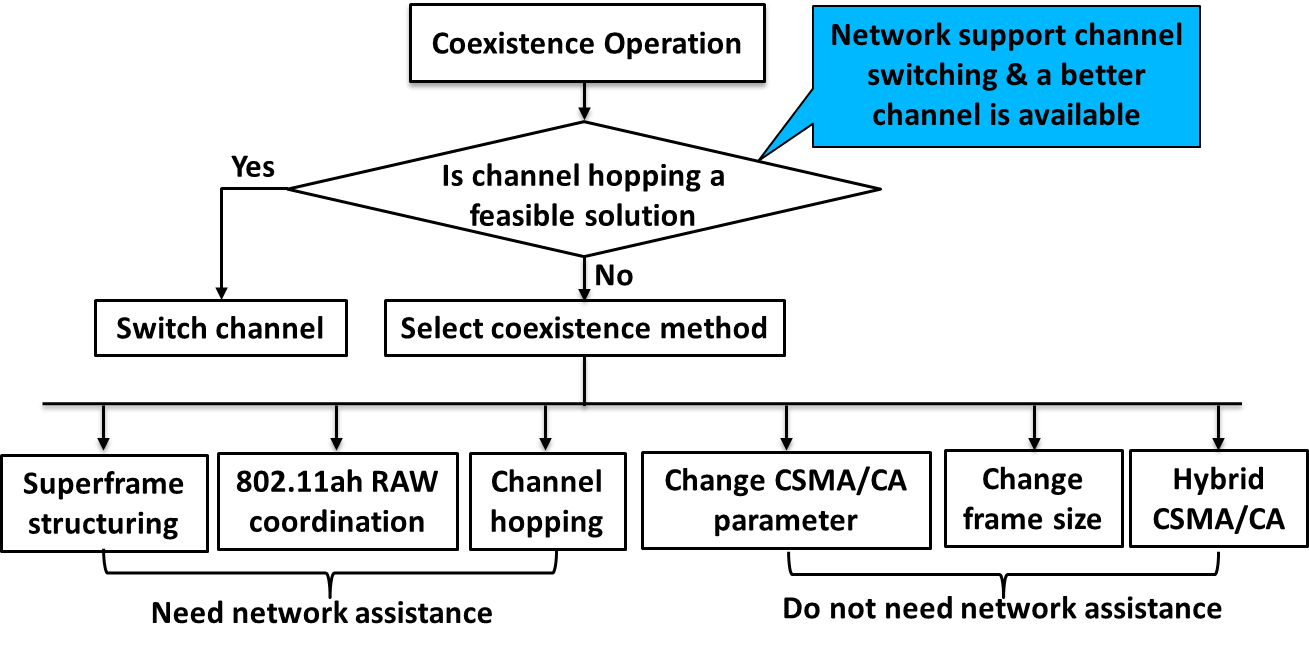 Coexistence Operation
Network support channel
switching & a better
channel is available
Yes
Is channel hopping a
feasible solution
No
Switch channel
Select coexistence method
Superframe
structuring
802.11ah RAW
coordination
Channel
hopping
Change CSMA/CA
parameter
Change
frame size
Hybrid
CSMA/CA
Need network assistance
Do not need network assistance